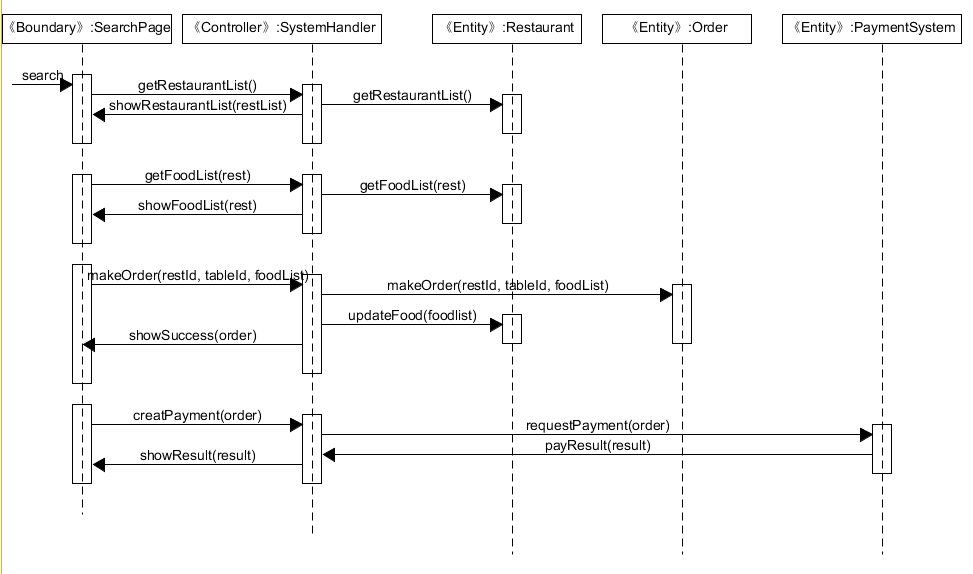 《Boundary》:SearchPage
《Controller》:SystemHandler
《Entity》:Restaurant
《Entity》:Order
《Entity》:PaymentSystem
search
getRestaurantList()
getRestaurantList()
showRestaurantList(restList)
getFoodList(rest)
getFoodList(rest)
showFoodList(rest)
makeOrder(restId, tableId, foodList)
makeOrder(restId, tableId, foodList)
updateFood(foodlist)
showSuccess(order)
creatPayment(order)
requestPayment(order)
payResult(result)
showResult(result)